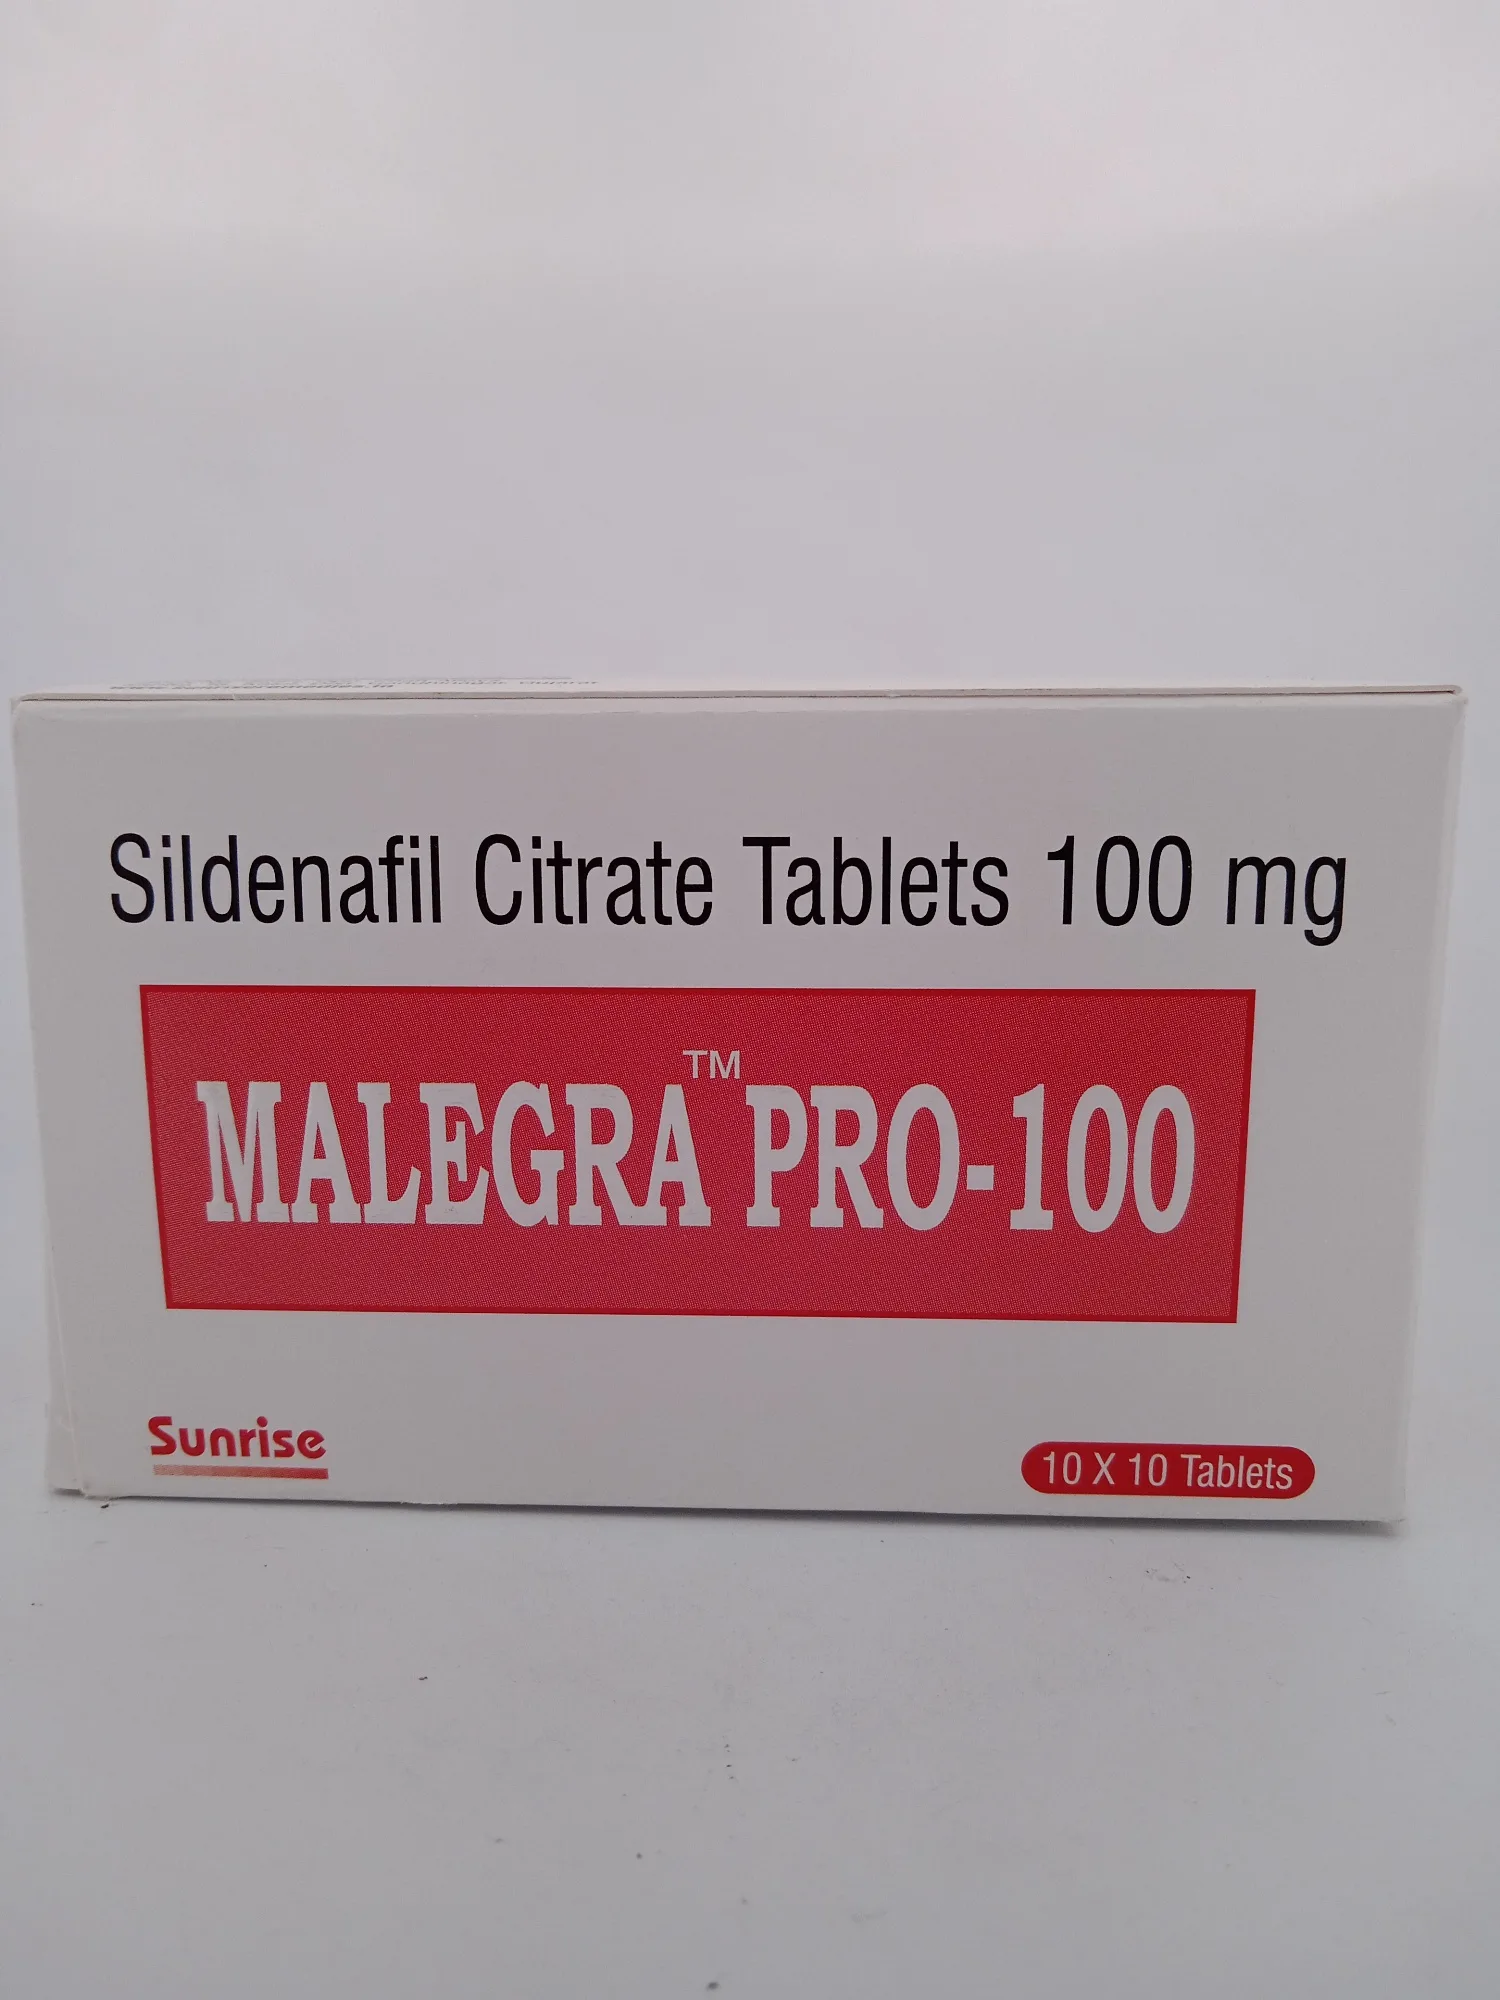 Sildenafil Citrate Tablets 100 mg
MALEGRA™ PRO-100
Sunrise
10 X 10 Tablets